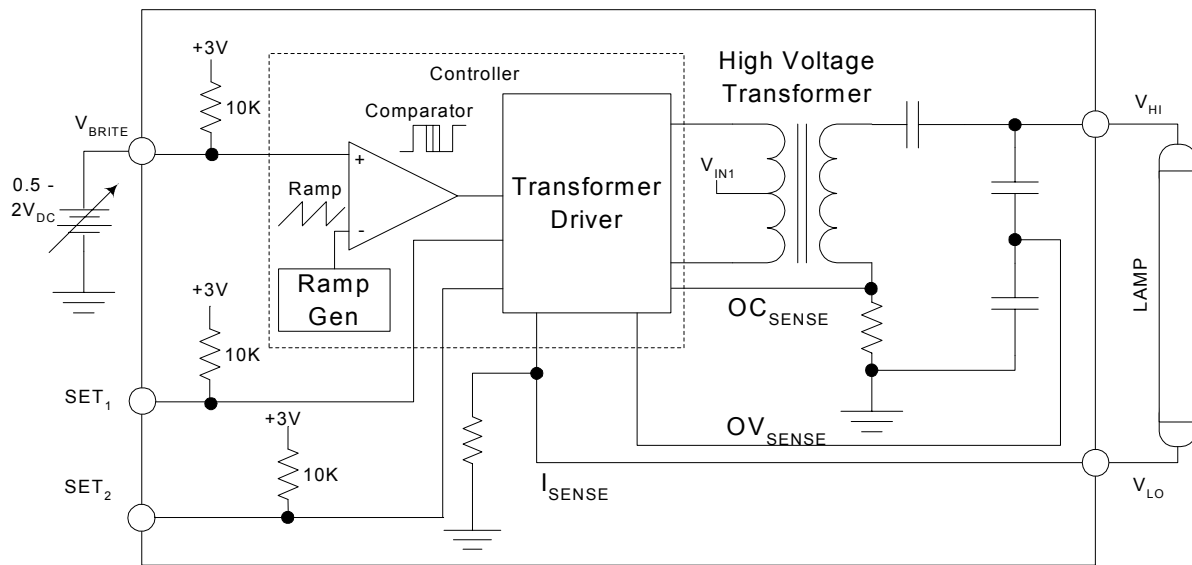 +3V
10K
V_BRITE
0.5 -
2V_DC
Controller
Comparator
+
Ramp
-
Ramp
Gen
Transformer
Driver
High Voltage
Transformer
V_IN1
V_HI
LAMP
OC_SENSE
+3V
10K
SET_1
OV_SENSE
+3V
10K
SET_2
I_SENSE
V_LO